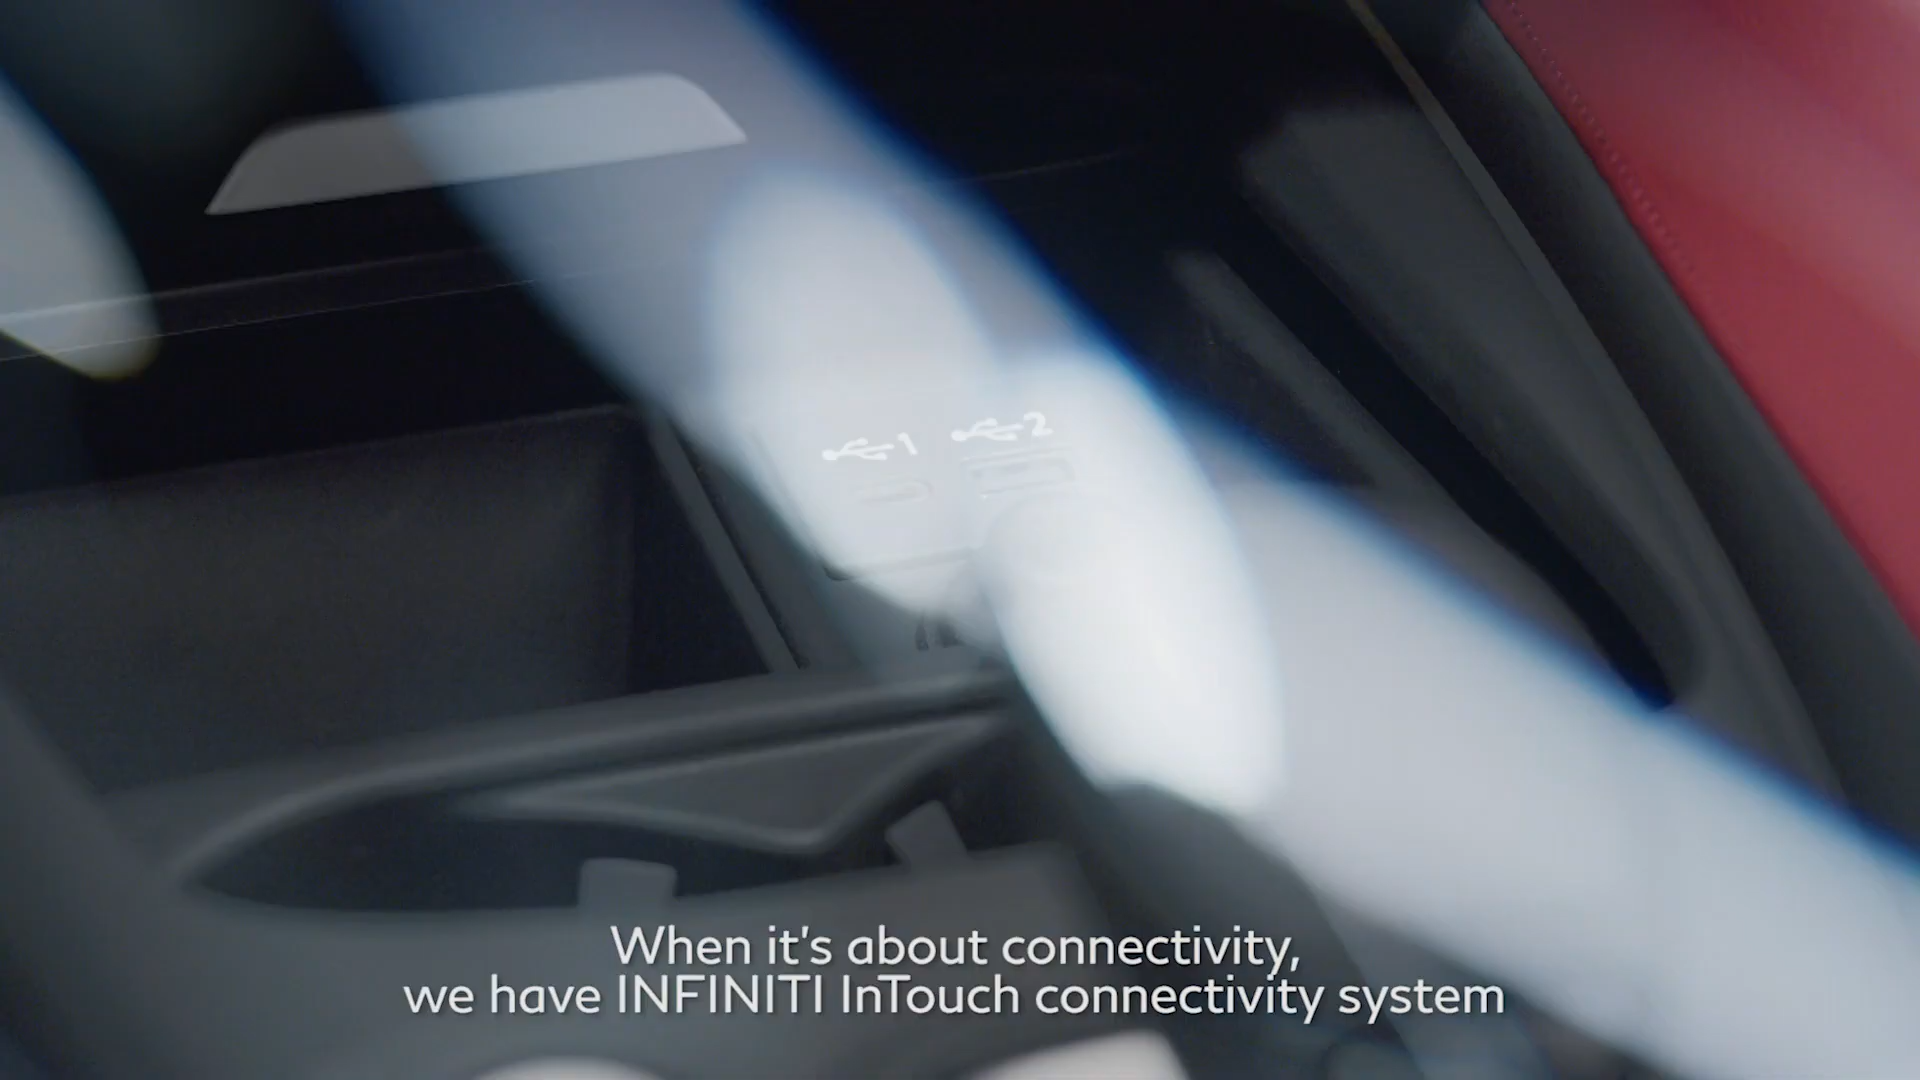 1
2
When it's about connectivity,
we have INFINITI InTouch connectivity system